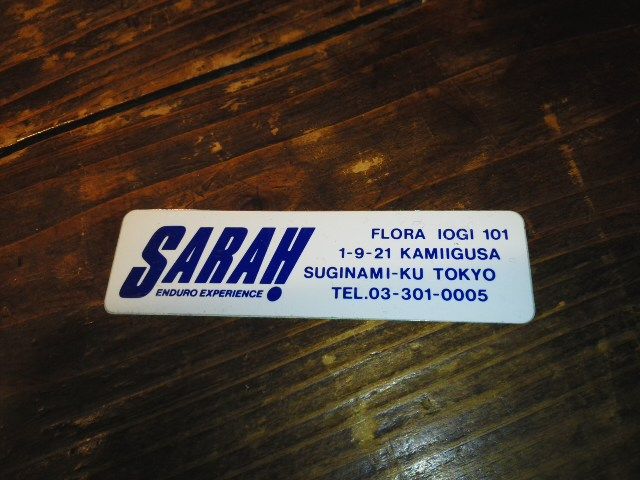 SARAH!
ENDURO EXPERIENCE
FLORA IOGI 101
1-9-21 KAMIIGUSA
SUGINAMI-KU TOKYO
TEL.03-301-0005